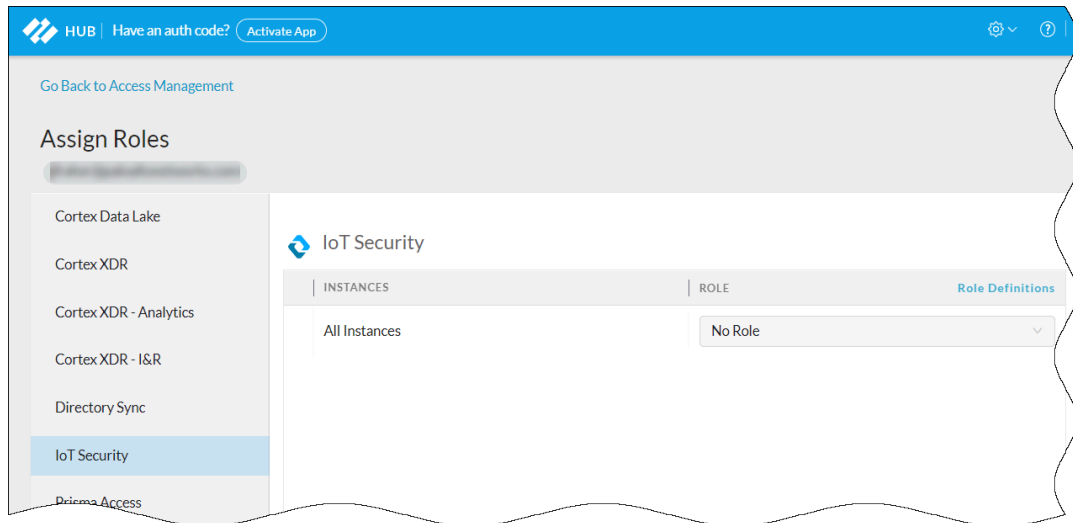 HUB Have an auth code? Activate App
Go Back to Access Management
Assign Roles
Cortex Data Lake
Cortex XDR
Cortex XDR - Analytics
Cortex XDR - I&R
Directory Sync
IoT Security
Prisma Access
IoT Security
INSTANCES ROLE Role Definitions
All Instances No Role